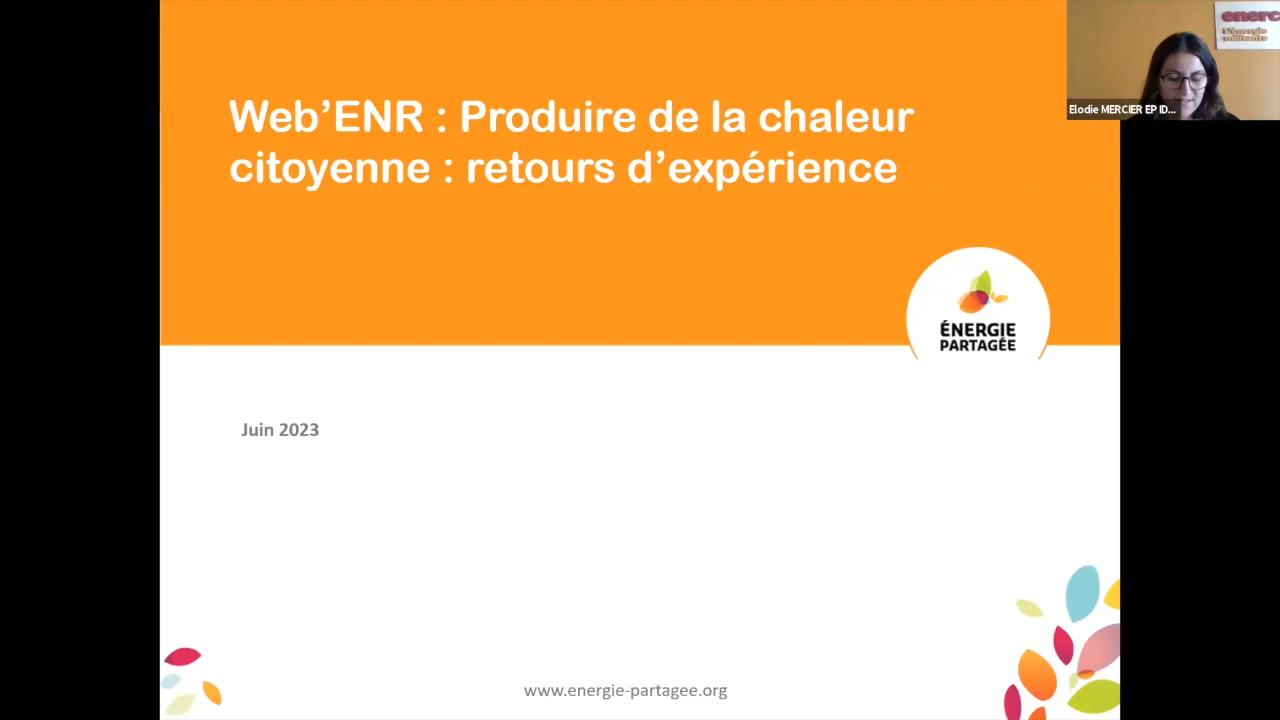 Web’ENR : Produire de la chaleur
citoyenne : retours d’expérience
ÉNERGIE
PARTAGÉE
Juin 2023
www.energie-partagee.org
Elodie MERCIER EP ID...
enerc